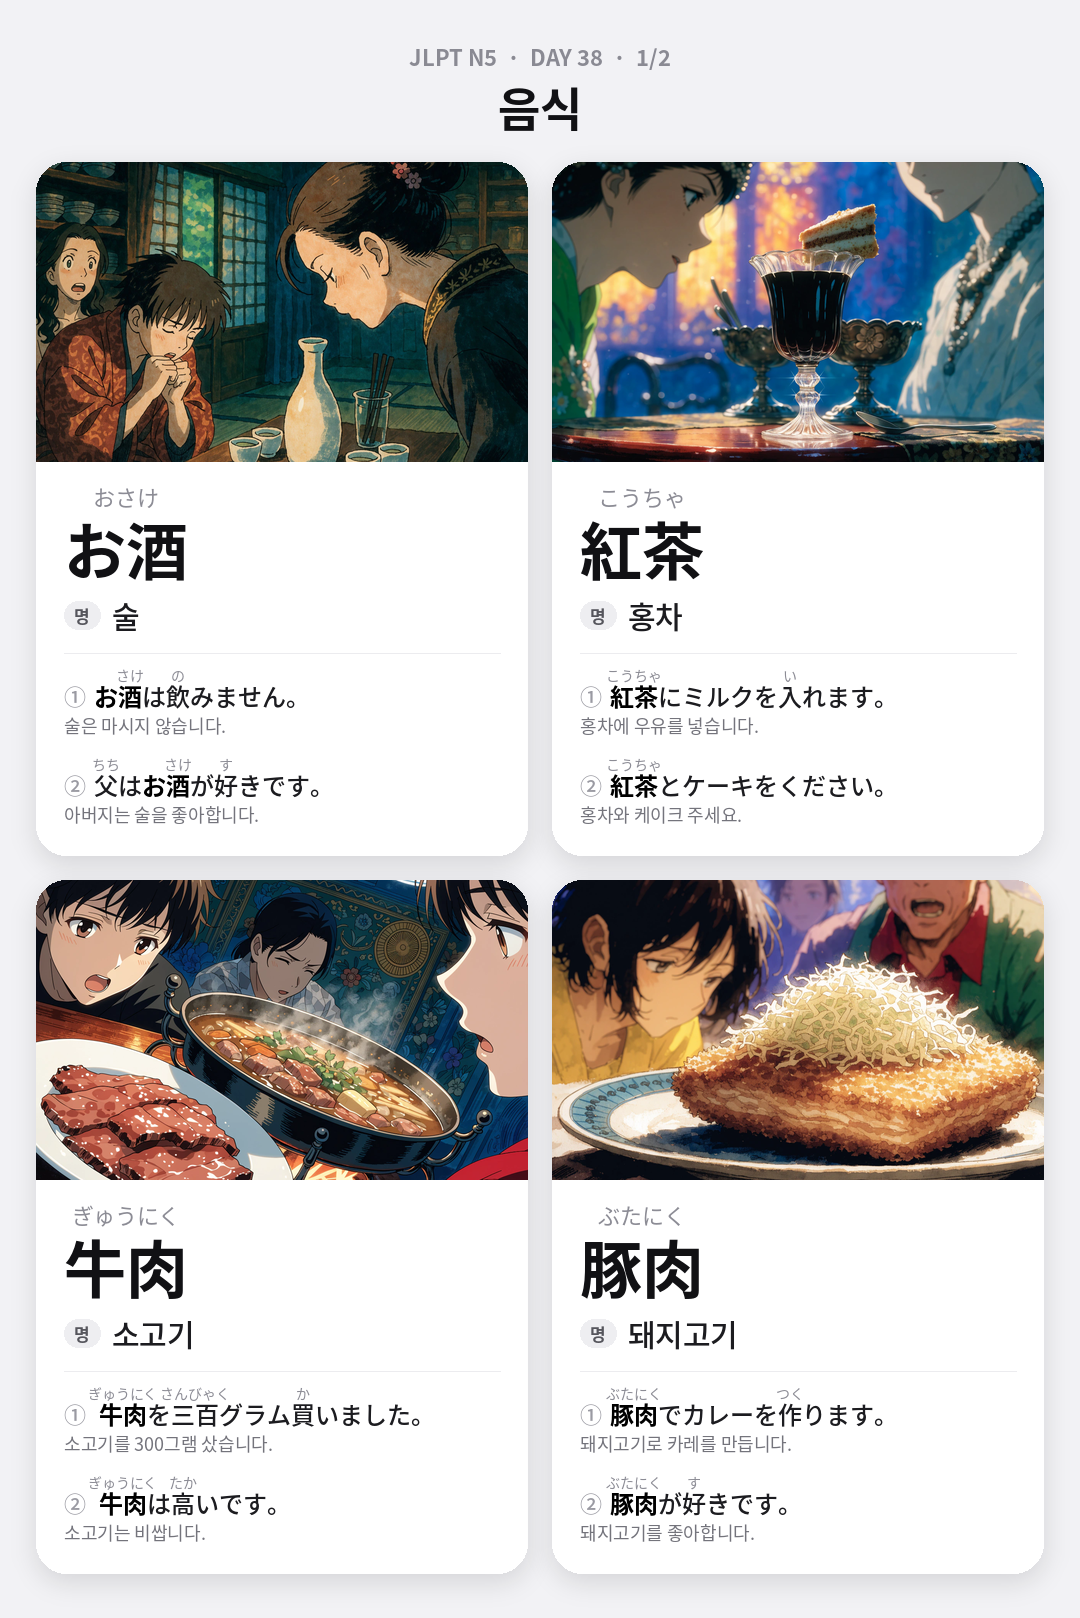 JLPT N5 · DAY 38 · 1/2
음식
おさけ
お酒
명 술
さけ の
① お酒は飲みません。
술은 마시지 않습니다.
ちち さけ す
② 父はお酒が好きです。
아버지는 술을 좋아합니다.
こうちゃ
紅茶
명 홍차
こうちゃ い
① 紅茶にミルクを入れます。
홍차에 우유를 넣습니다.
こうちゃ
② 紅茶とケーキをください。
홍차와 케이크 주세요.
ぎゅうにく
牛肉
명 소고기
ぎゅうにく さんびゃく か
① 牛肉を三百グラム買いました。
소고기를 300그램 샀습니다.
ぎゅうにく たか
② 牛肉は高いです。
소고기는 비쌉니다.
ぶたにく
豚肉
명 돼지고기
ぶたにく つく
① 豚肉でカレーを作ります。
돼지고기로 카레를 만듭니다.
ぶたにく す
② 豚肉が好きです。
돼지고기를 좋아합니다.